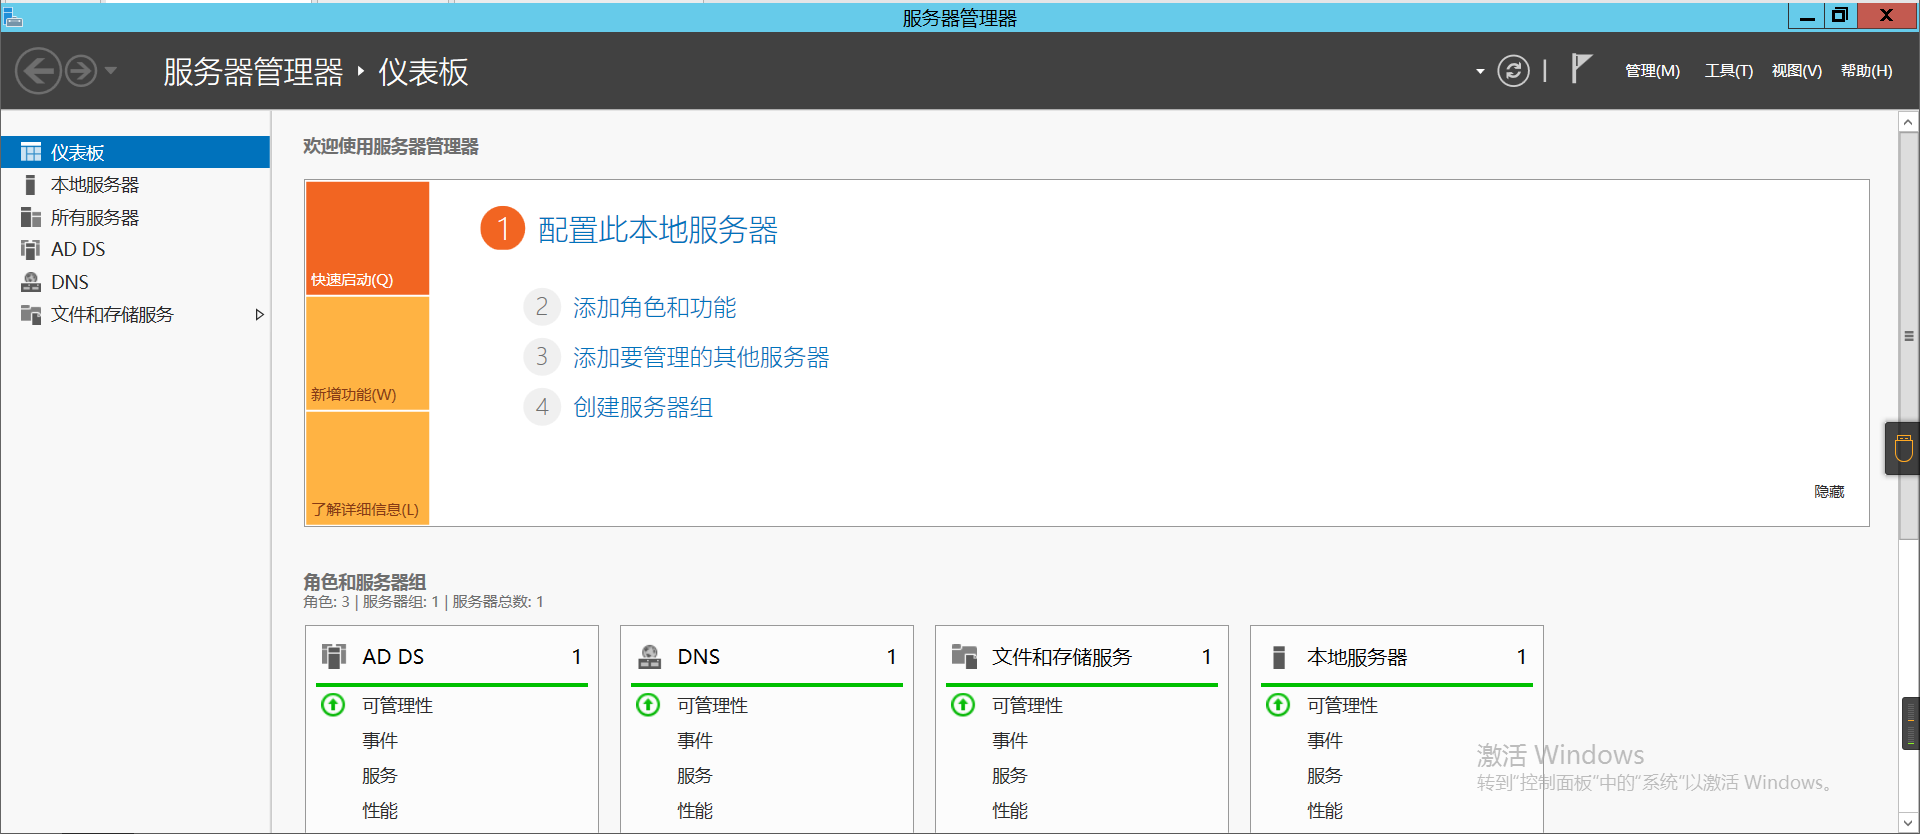 服务器管理器
服务器管理器 ‣ 仪表板
管理(M) 工具(T) 视图(V) 帮助(H)
仪表板
本地服务器
所有服务器
AD DS
DNS
文件和存储服务
欢迎使用服务器管理器
快速启动(Q)
新增功能(W)
了解详细信息(L)
1 配置此本地服务器
2 添加角色和功能
3 添加要管理的其他服务器
4 创建服务器组
隐藏
角色和服务器组
角色: 3 | 服务器组: 1 | 服务器总数: 1
AD DS 1
可管理性
事件
服务
性能
DNS 1
可管理性
事件
服务
性能
文件和存储服务 1
可管理性
事件
服务
性能
本地服务器 1
可管理性
事件
服务
性能
激活 Windows
转到“控制面板”中的“系统”以激活 Windows。